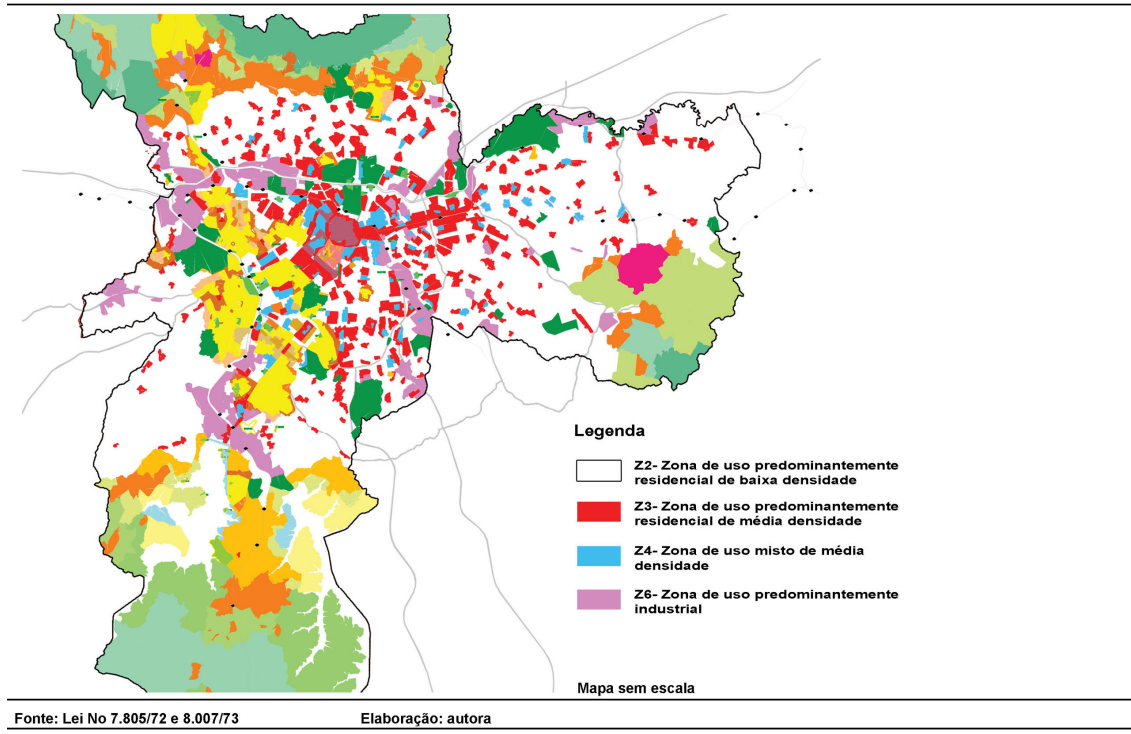 Legenda
Z2- Zona de uso predominantemente
residencial de baixa densidade
Z3- Zona de uso predominantemente
residencial de média densidade
Z4- Zona de uso misto de média
densidade
Z6- Zona de uso predominantemente
industrial
Mapa sem escala
Fonte: Lei No 7.805/72 e 8.007/73 Elaboração: autora